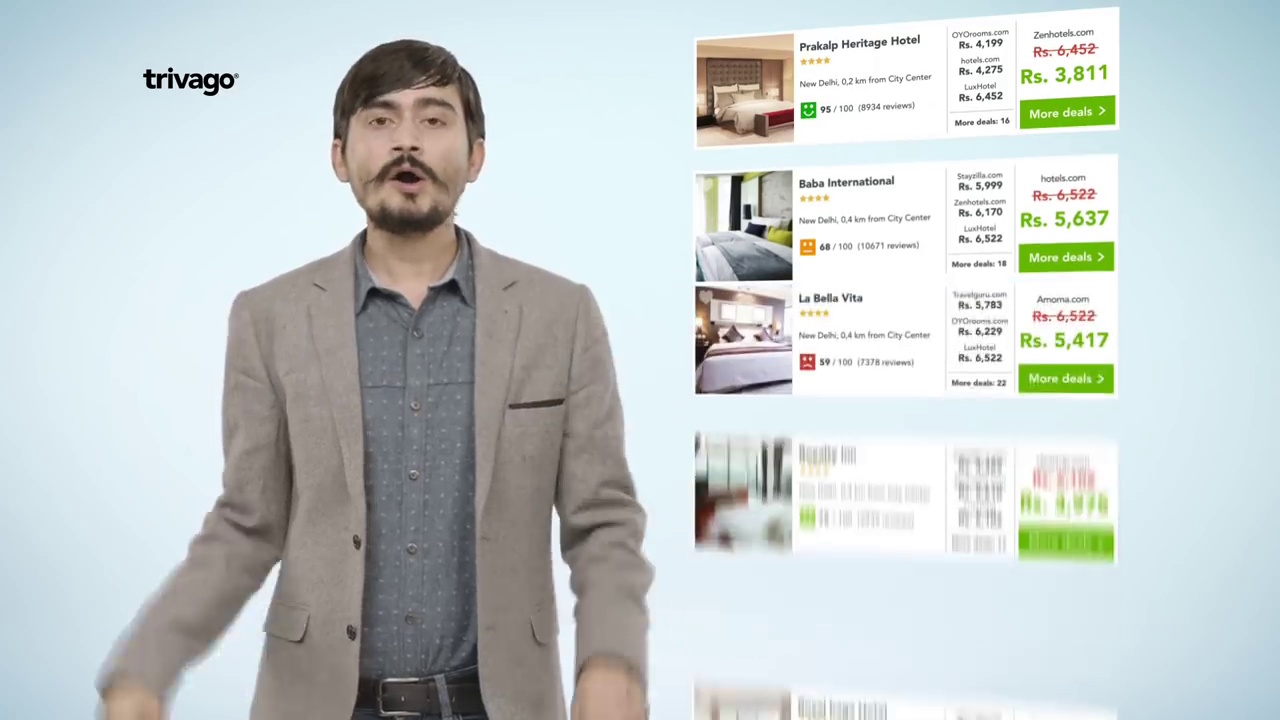 trivago
Prakalp Heritage Hotel
New Delhi, 0,2 km from City Center
95 / 100 (8934 reviews)
OYOrooms.com
Rs. 4,199
hotels.com
Rs. 4,275
LuxHotel
Rs. 6,452
More deals: 16
Zenhotels.com
Rs. 6,452
Rs. 3,811
More deals >
Baba International
New Delhi, 0,4 km from City Center
68 / 100 (10671 reviews)
Stayzilla.com
Rs. 5,999
Zenhotels.com
Rs. 6,170
LuxHotel
Rs. 6,522
More deals: 18
hotels.com
Rs. 6,522
Rs. 5,637
More deals >
La Bella Vita
New Delhi, 0,4 km from City Center
59 / 100 (7378 reviews)
Travelguru.com
Rs. 5,783
OYOrooms.com
Rs. 6,229
LuxHotel
Rs. 6,522
More deals: 22
Amoma.com
Rs. 6,522
Rs. 5,417
More deals >